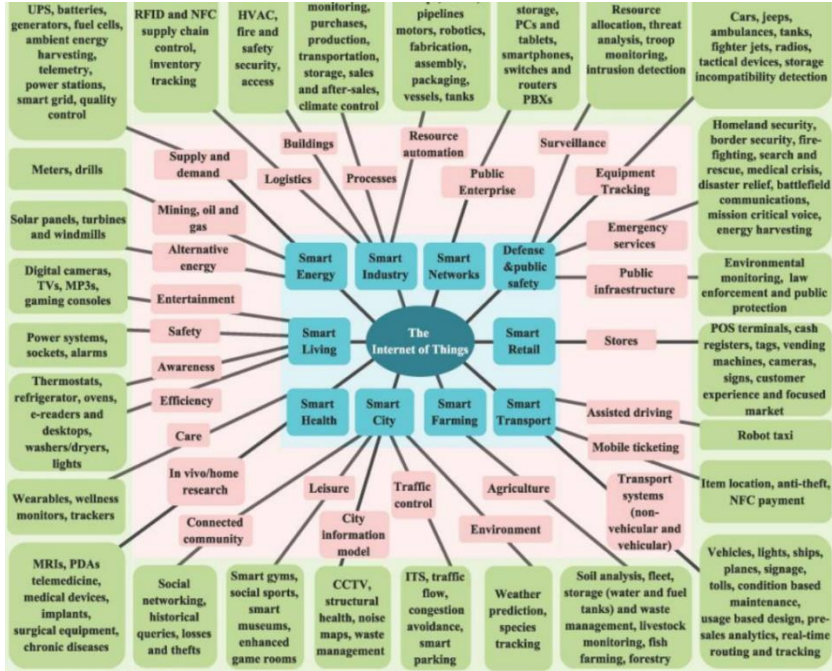 UPS, batteries,
generators, fuel cells,
ambient energy
harvesting,
telemetry,
power stations,
smart grid, quality
control
RFID and NFC
supply chain
control,
inventory
tracking
HVAC,
fire and
safety
security,
access
monitoring,
purchases,
production,
transportation,
storage, sales
and after-sales,
climate control
pipelines
motors, robotics,
fabrication,
assembly,
packaging,
vessels, tanks
storage,
PCs and
tablets,
smartphones,
switches and
routers
PBXs
Resource
allocation, threat
analysis, troop
monitoring,
intrusion detection
Cars, jeeps,
ambulances, tanks,
fighter jets, radios,
tactical devices, storage
incompatibility detection
Meters, drills
Solar panels, turbines
and windmills
Digital cameras,
TVs, MP3s,
gaming consoles
Power systems,
sockets, alarms
Thermostats,
refrigerator, ovens,
e-readers and
desktops,
washers/dryers,
lights
Wearables, wellness
monitors, trackers
MRIs, PDAs
telemedicine,
medical devices,
implants,
surgical equipment,
chronic diseases
Supply and
demand
Logistics
Buildings
Processes
Resource
automation
Public
Enterprise
Surveillance
Equipment
Tracking
Emergency
services
Public
infraestructure
Stores
Assisted driving
Mobile ticketing
Transport
systems
(non-
vehicular and
vehicular)
Mining, oil and
gas
Alternative
energy
Entertainment
Safety
Awareness
Efficiency
Care
In vivo/home
research
Connected
community
Leisure
City
information
model
Traffic
control
Agriculture
Environment
Smart
Energy
Smart
Industry
Smart
Networks
Defense
&public
safety
Smart
Living
The
Internet of Things
Smart
Retail
Smart
Health
Smart
City
Smart
Farming
Smart
Transport
Homeland security,
border security, fire-
fighting, search and
rescue, medical crisis,
disaster relief, battlefield
communications,
mission critical voice,
energy harvesting
Environmental
monitoring, law
enforcement and public
protection
POS terminals, cash
registers, tags, vending
machines, cameras,
signs, customer
experience and focused
market
Robot taxi
Item location, anti-theft,
NFC payment
Vehicles, lights, ships,
planes, signage,
tolls, condition based
maintenance,
usage based design, pre-
sales analytics, real-time
routing and tracking
Social
networking,
historical
queries, losses
and thefts
Smart gyms,
social sports,
smart
museums,
enhanced
game rooms
CCTV,
structural
health, noise
maps, waste
management
ITS, traffic
flow,
congestion
avoidance,
smart
parking
Weather
prediction,
species
tracking
Soil analysis, fleet,
storage (water and fuel
tanks) and waste
management, livestock
monitoring, fish
farming, forestry